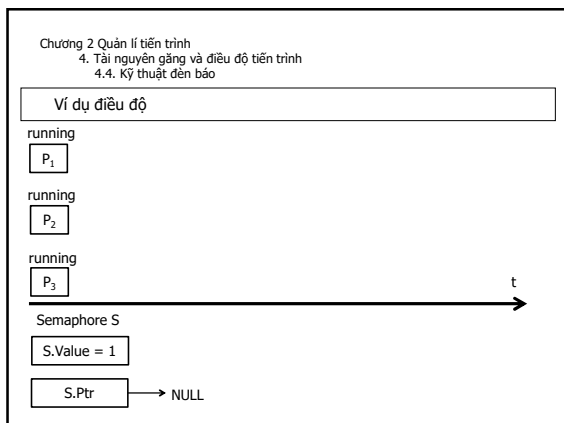 Chương 2 Quản lí tiến trình
4. Tài nguyên găng và điều độ tiến trình
4.4. Kỹ thuật đèn báo
Ví dụ điều độ
running
P₁
running
P₂
running
P₃
t
Semaphore S
S.Value = 1
S.Ptr
NULL